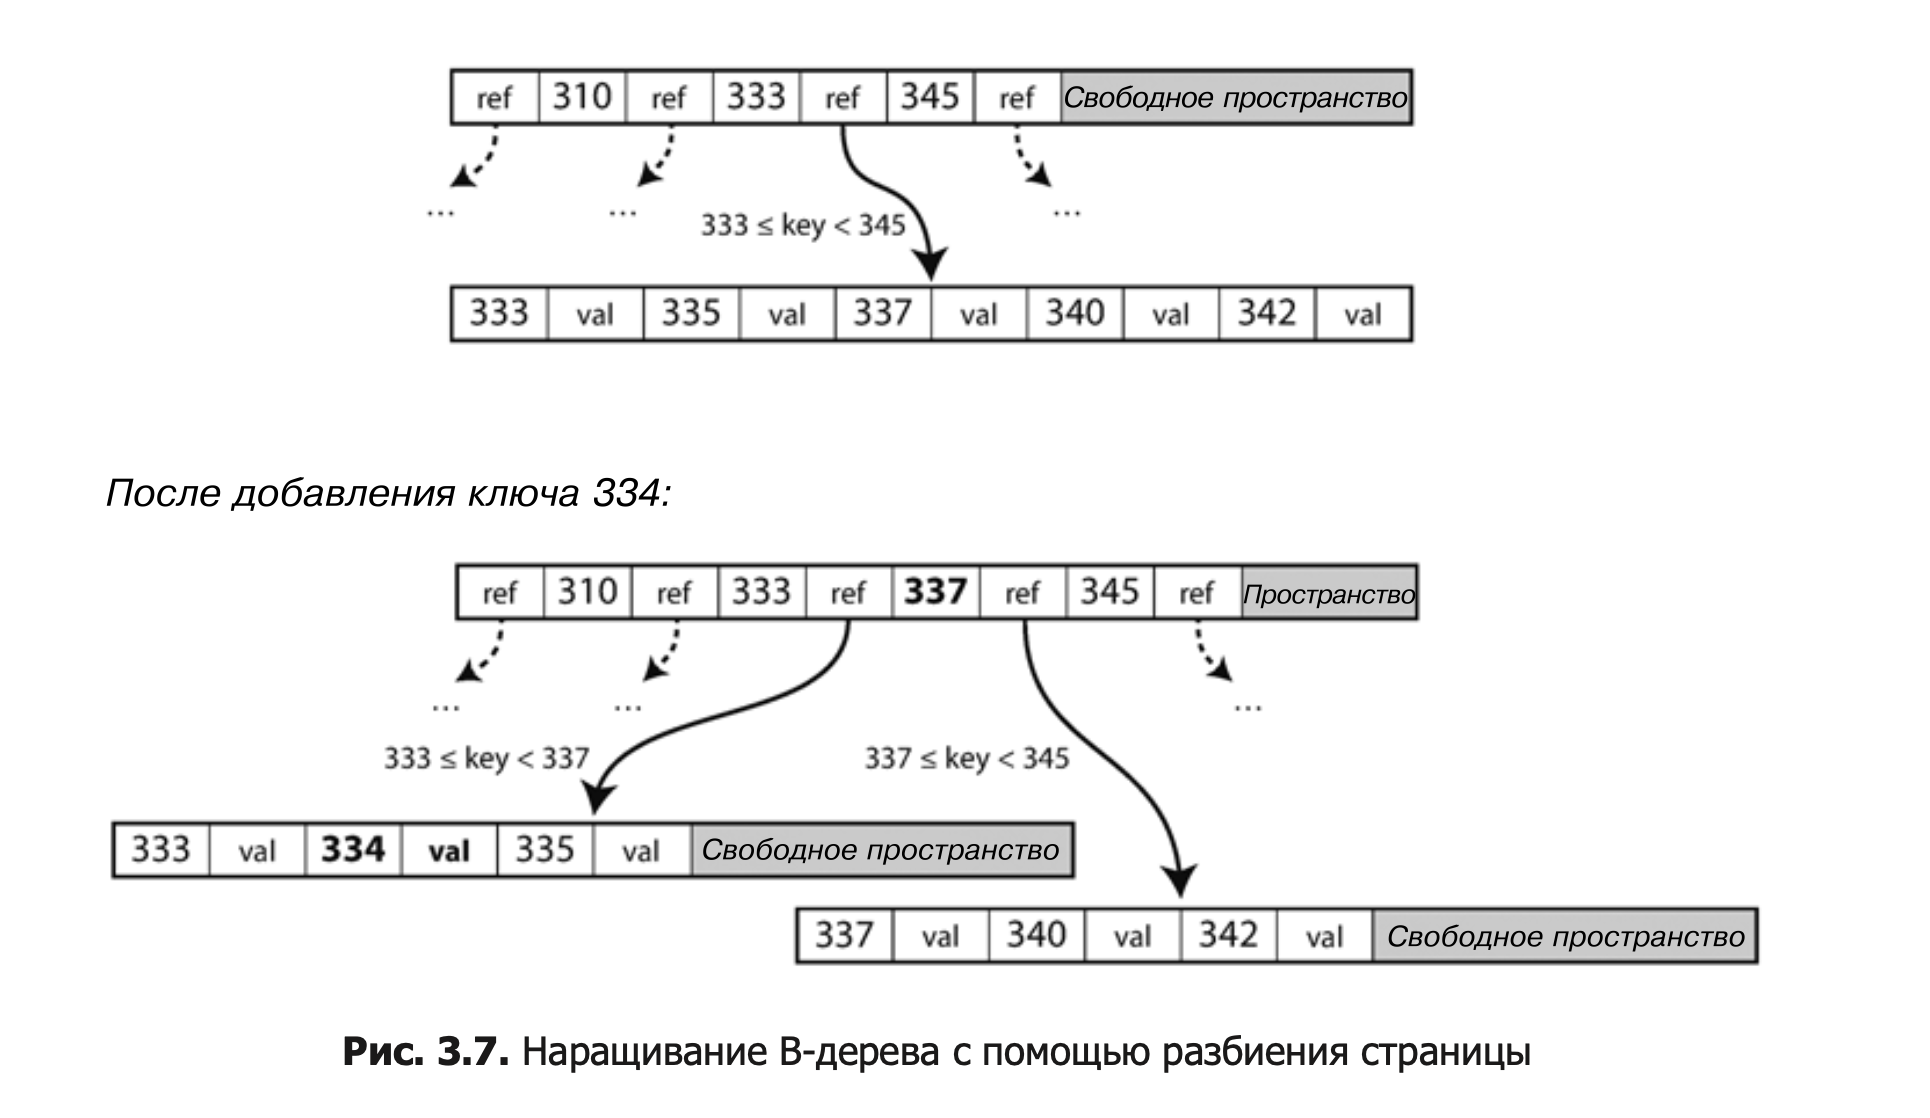 ref 310 ref 333 ref 345 ref Свободное пространство
... ... ...
333 ≤ key < 345
333 val 335 val 337 val 340 val 342 val
После добавления ключа 334:
ref 310 ref 333 ref 337 ref 345 ref Пространство
... ... ...
333 ≤ key < 337 337 ≤ key < 345
333 val 334 val 335 val Свободное пространство
337 val 340 val 342 val Свободное пространство
Рис. 3.7. Наращивание B-дерева с помощью разбиения страницы